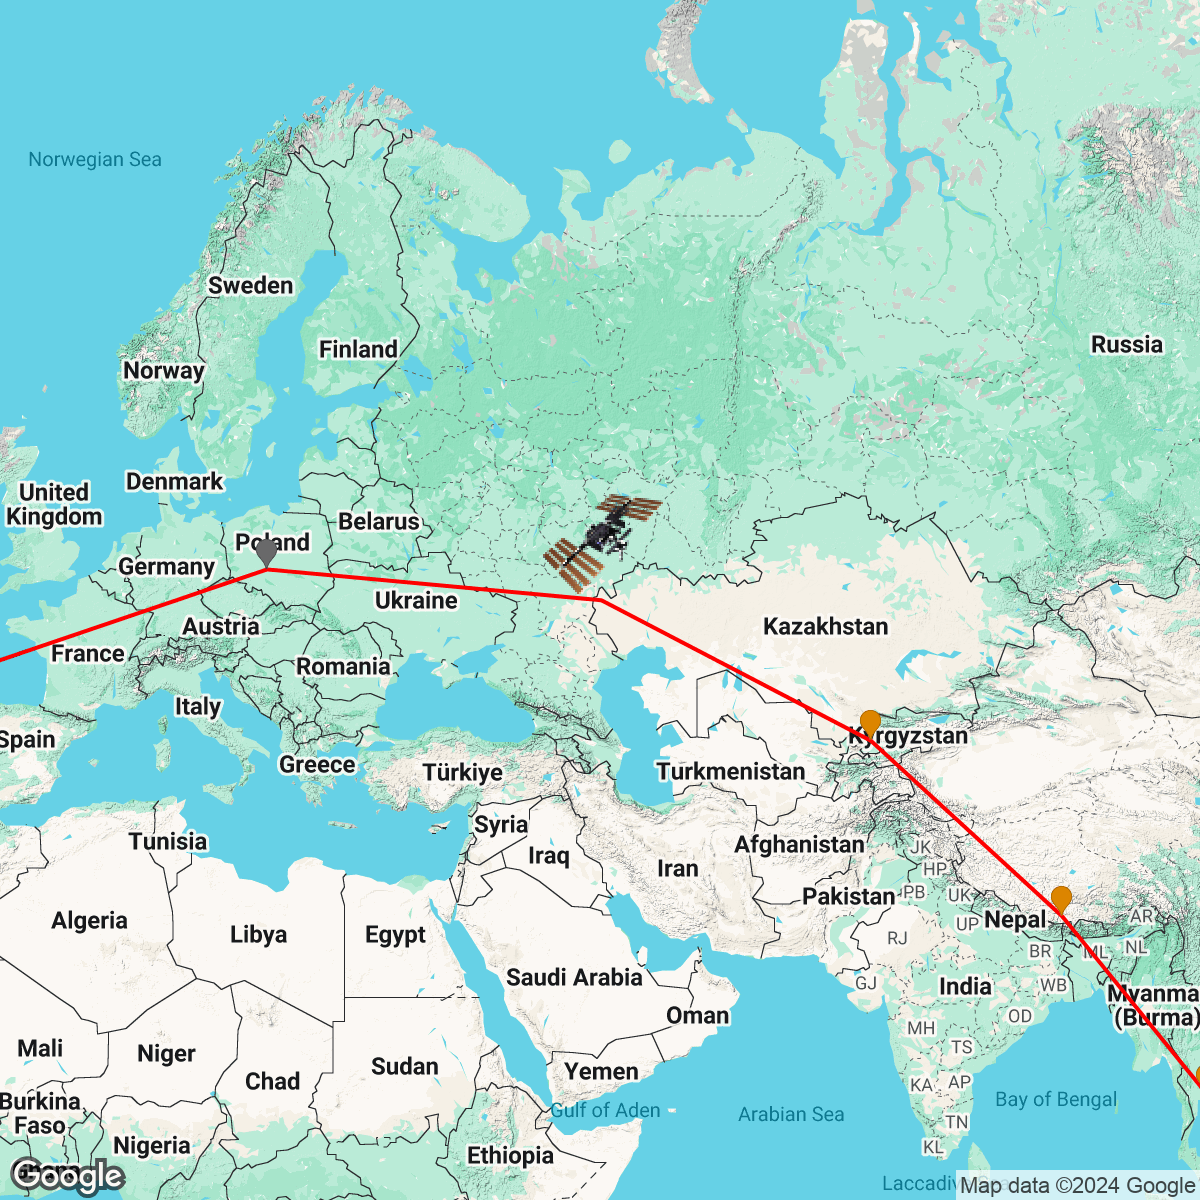 Norwegian Sea
Sweden
Finland
Norway
Russia
Denmark
United
Kingdom
Belarus
Poland
Germany
Ukraine
Austria
Kazakhstan
France
Romania
Italy
Spain
Kyrgyzstan
Greece
Türkiye
Turkmenistan
Syria
Tunisia
Iraq
Afghanistan
JK
Iran
HP
Pakistan
PB
UK
Algeria
Libya
Egypt
Nepal
UP
AR
RJ
BR
ML
NL
Saudi Arabia
GJ
India
WB
Myanma
(Burma)
Oman
OD
MH
Mali
Niger
TS
Chad
Sudan
Yemen
KA
AP
Burkina
Faso
Gulf of Aden
Arabian Sea
Bay of Bengal
TN
Nigeria
Ethiopia
KL
Ghana
Google
Laccadiv
Map data ©2024 Google